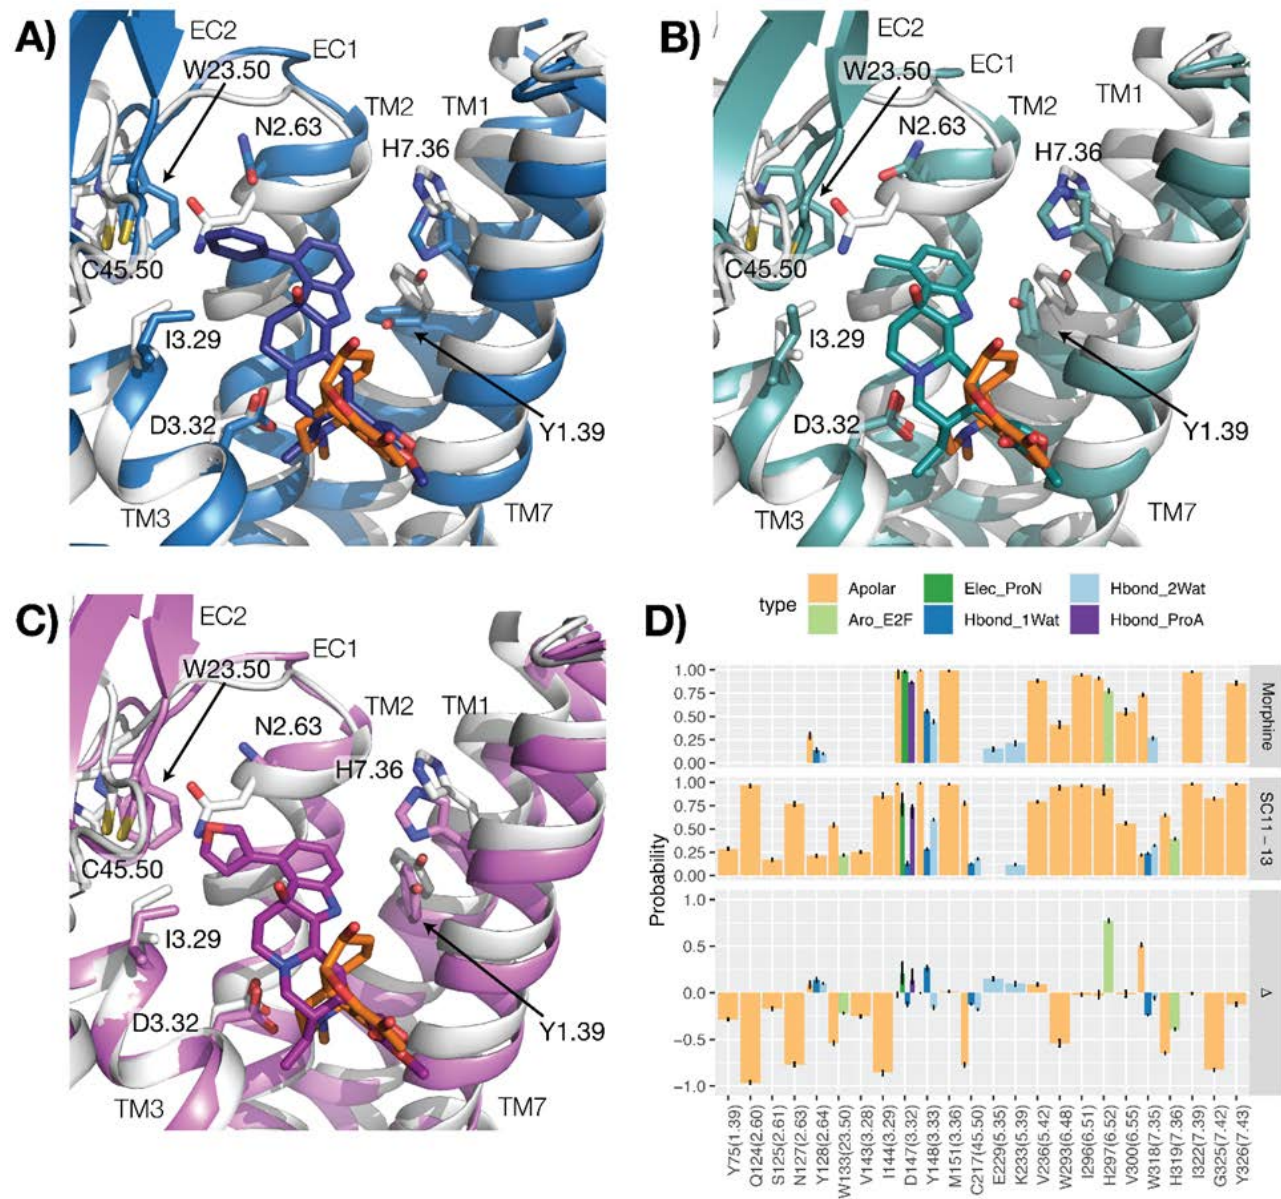 A)
EC2
EC1
W23.50
TM2
TM1
N2.63
H7.36
C45.50
I3.29
D3.32
Y1.39
TM3
TM7
B)
EC2
EC1
W23.50
TM2
TM1
N2.63
H7.36
C45.50
I3.29
D3.32
Y1.39
TM3
TM7
C)
EC2
EC1
W23.50
TM2
TM1
N2.63
H7.36
C45.50
I3.29
D3.32
Y1.39
TM3
TM7
D)
type
Apolar
Elec_ProN
Hbond_2Wat
Aro_E2F
Hbond_1Wat
Hbond_ProA
Probability
1.00
0.75
0.50
0.25
0.00
Morphine
1.00
0.75
0.50
0.25
0.00
SC11-13
1.0
0.5
0.0
−0.5
−1.0
Δ
Y75(1.39)
Q124(2.60)
S125(2.61)
N127(2.63)
Y128(2.64)
W133(23.50)
V143(3.28)
I144(3.29)
D147(3.32)
Y148(3.33)
M151(3.36)
C217(45.50)
E229(5.35)
K233(5.39)
V236(5.42)
W293(6.48)
I296(6.51)
H297(6.52)
V300(6.55)
W318(7.35)
H319(7.36)
I322(7.39)
G325(7.42)
Y326(7.43)